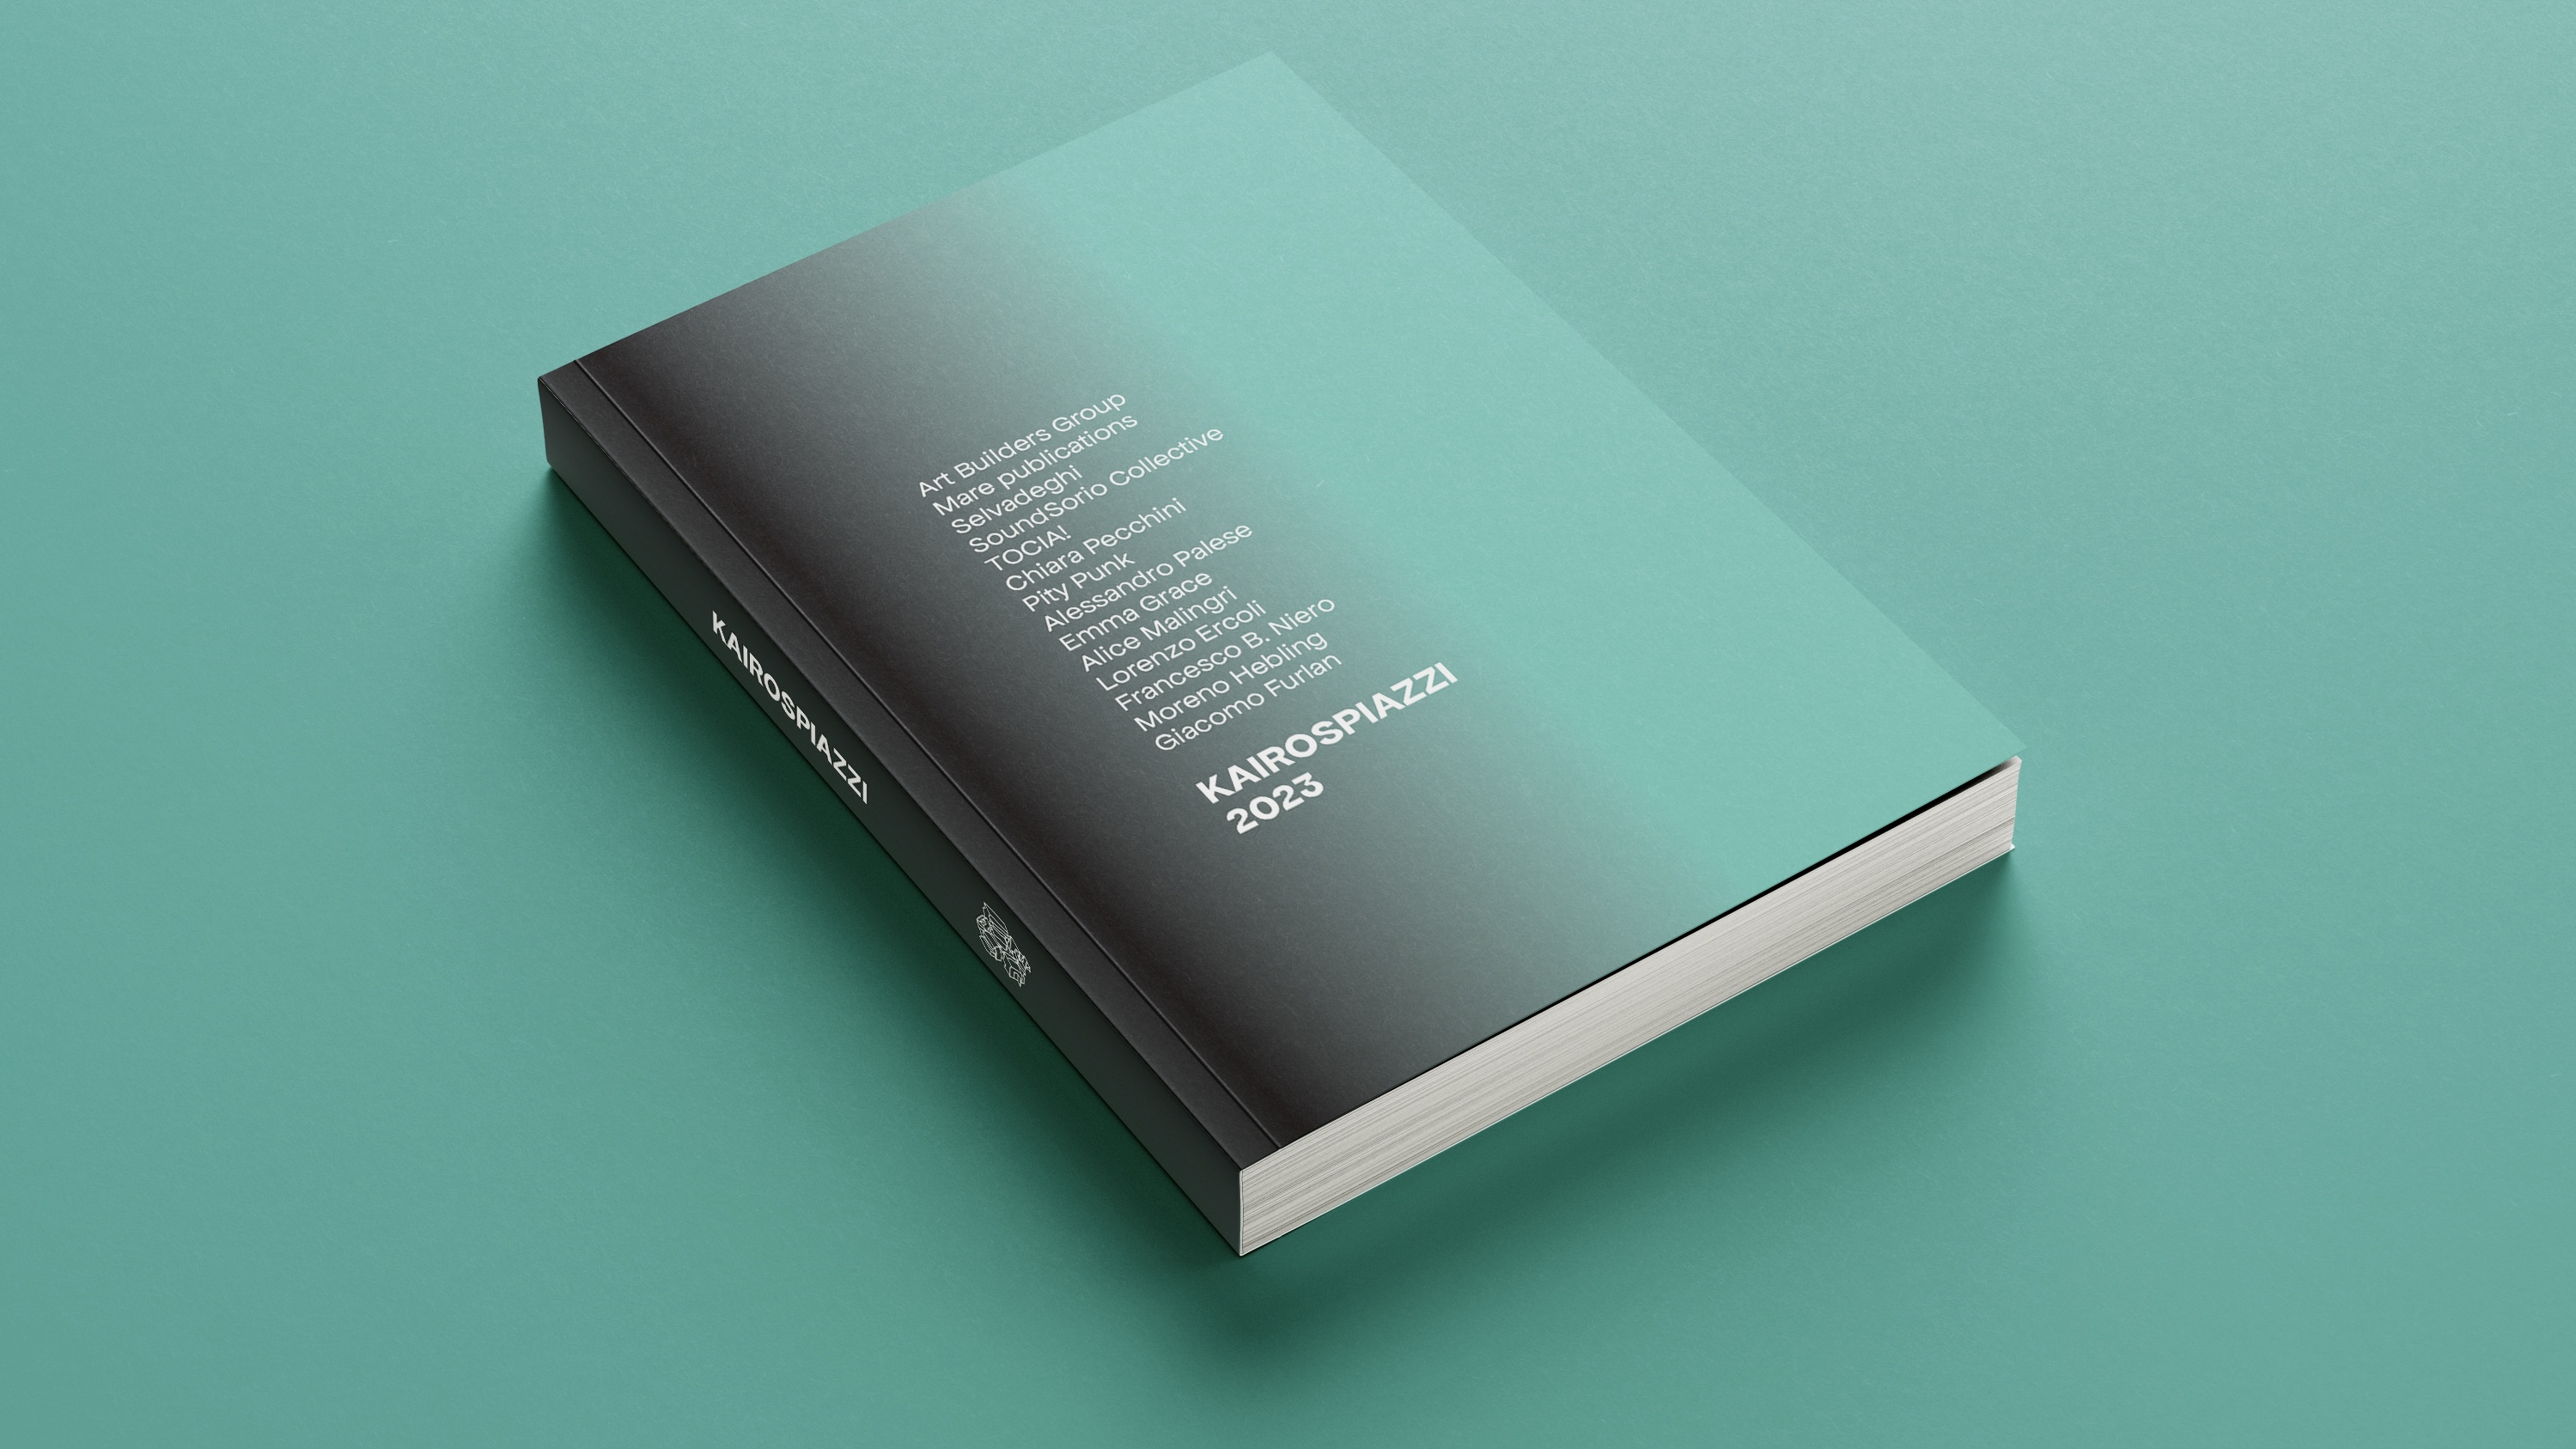 Art Builders Group
Mare publications
Selvadeghi
SoundSorio Collective
TOCIA!
Chiara Pecchini
Pity Punk
Alessandro Palese
Emma Grace
Alice Malingri
Lorenzo Ercoli
Francesco B. Niero
Moreno Hebling
Giacomo Furlan
KAIROSPIAZZI
2023
KAIROSPIAZZI